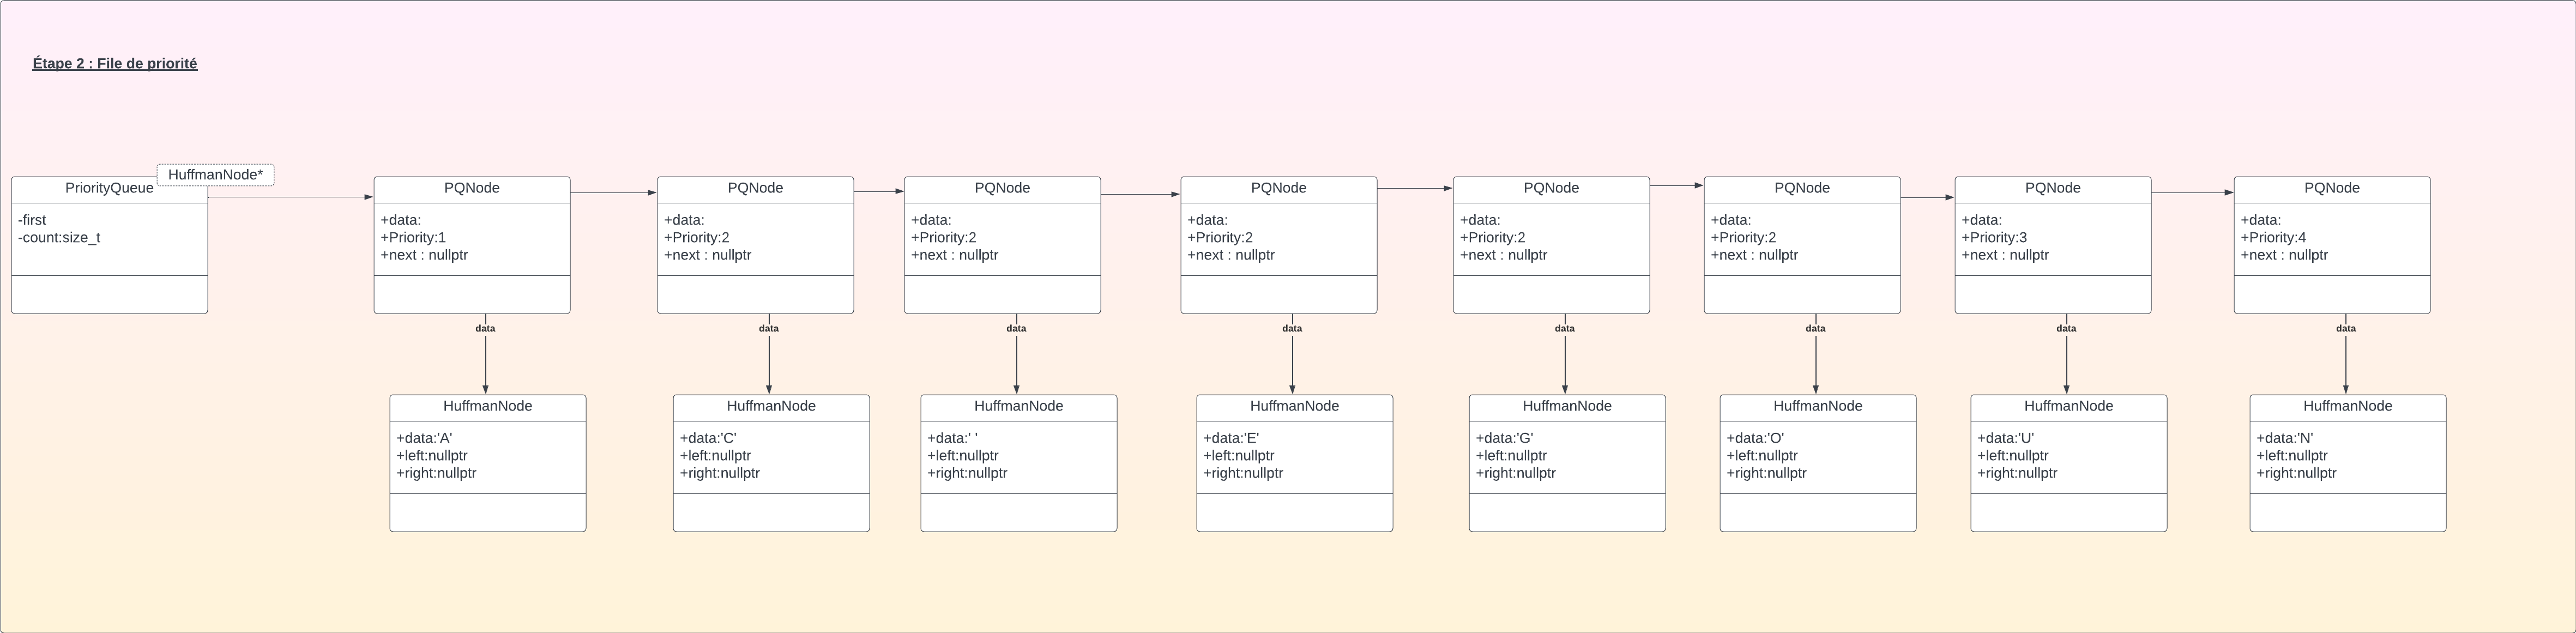 Étape 2 : File de priorité
HuffmanNode*
PriorityQueue
-first
-count:size_t
PQNode
+data:
+Priority:1
+next : nullptr
PQNode
+data:
+Priority:2
+next : nullptr
PQNode
+data:
+Priority:2
+next : nullptr
PQNode
+data:
+Priority:2
+next : nullptr
PQNode
+data:
+Priority:2
+next : nullptr
PQNode
+data:
+Priority:2
+next : nullptr
PQNode
+data:
+Priority:3
+next : nullptr
PQNode
+data:
+Priority:4
+next : nullptr
data
data
data
data
data
data
data
data
HuffmanNode
+data:'A'
+left:nullptr
+right:nullptr
HuffmanNode
+data:'C'
+left:nullptr
+right:nullptr
HuffmanNode
+data:' '
+left:nullptr
+right:nullptr
HuffmanNode
+data:'E'
+left:nullptr
+right:nullptr
HuffmanNode
+data:'G'
+left:nullptr
+right:nullptr
HuffmanNode
+data:'O'
+left:nullptr
+right:nullptr
HuffmanNode
+data:'U'
+left:nullptr
+right:nullptr
HuffmanNode
+data:'N'
+left:nullptr
+right:nullptr